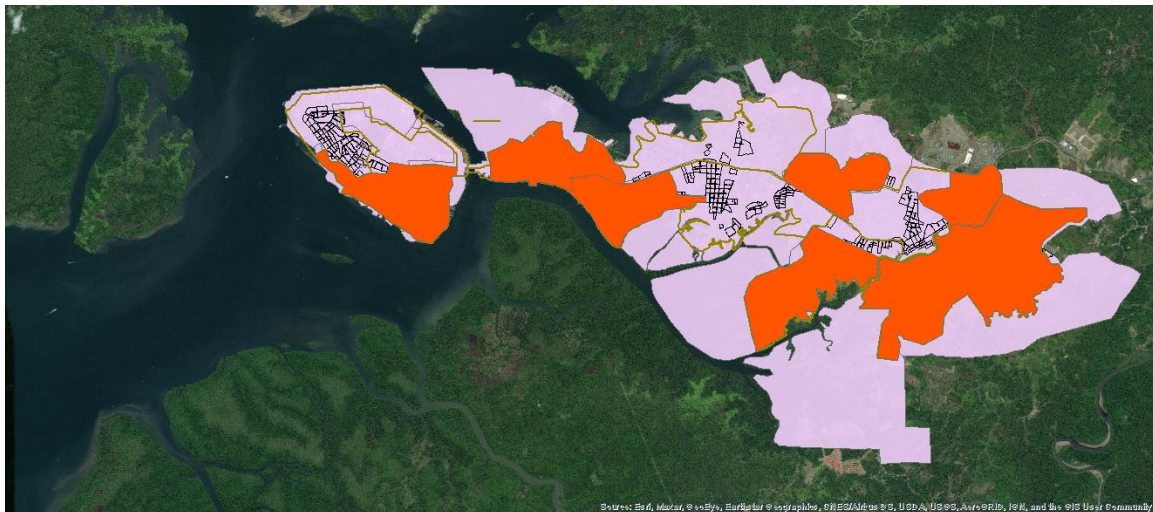 Source: Esri, Maxar, GeoEye, Earthstar Geographics, CNES/Airbus DS, USDA, USGS, AeroGRID, IGN, and the GIS User Community